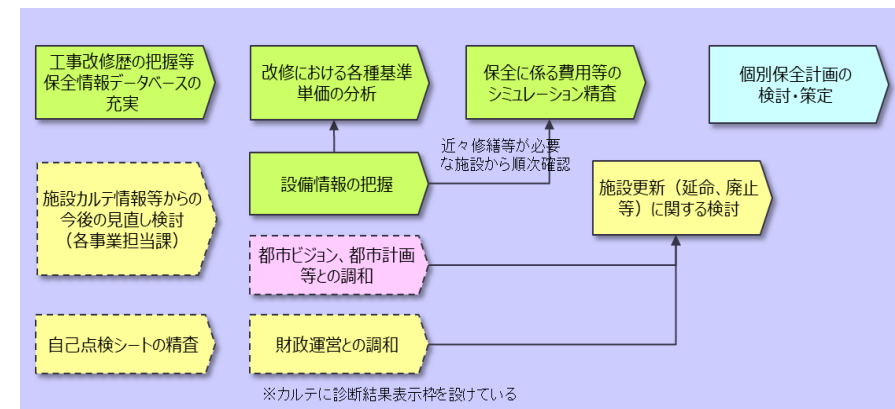 工事改修歴の把握等
保全情報データベースの
充実
改修における各種基準
単価の分析
保全に係る費用等の
シミュレーション精査
個別保全計画の
検討・策定
近々修繕等が必要
な施設から順次確認
設備情報の把握
施設カルテ情報等からの
今後の見直し検討
（各事業担当課）
施設更新（延命、廃止
等）に関する検討
都市ビジョン、都市計画
等との調和
自己点検シートの精査
財政運営との調和
※カルテに診断結果表示枠を設けている